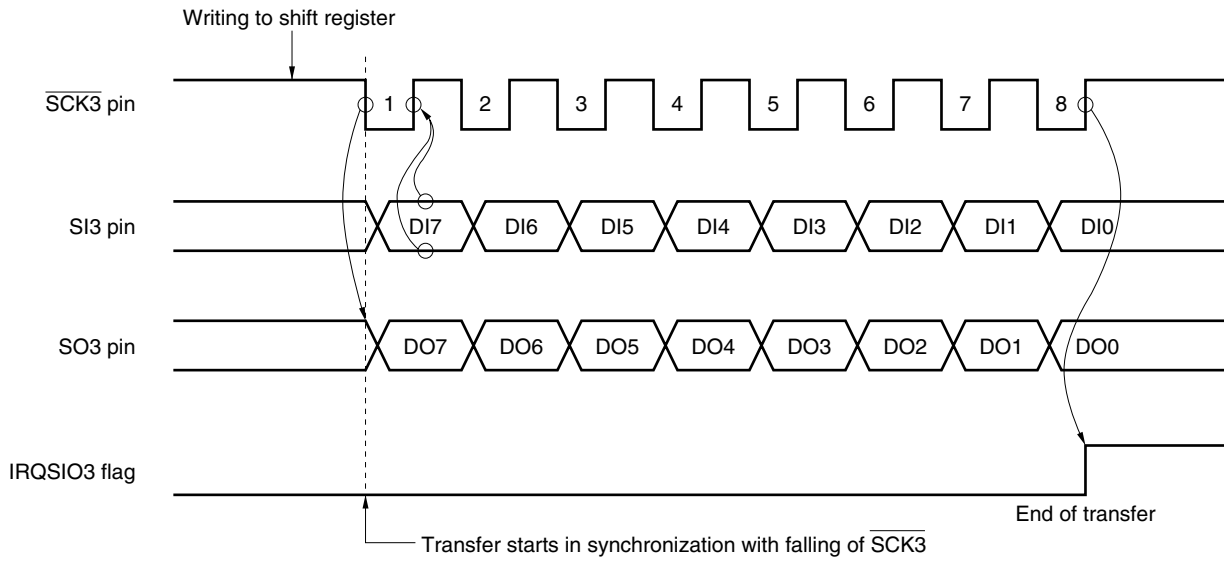 Writing to shift register
SCK3 pin
1 2 3 4 5 6 7 8
SI3 pin
DI7 DI6 DI5 DI4 DI3 DI2 DI1 DI0
SO3 pin
DO7 DO6 DO5 DO4 DO3 DO2 DO1 DO0
IRQSIO3 flag
End of transfer
Transfer starts in synchronization with falling of SCK3